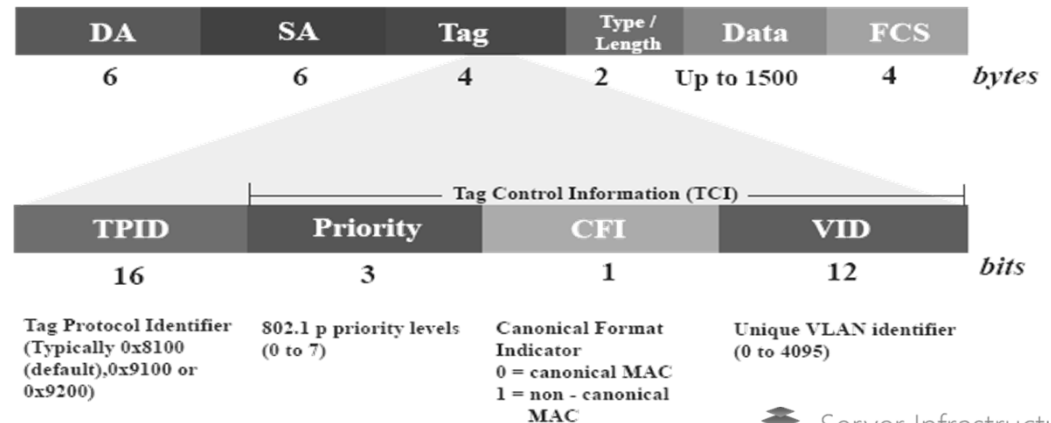 DA SA Tag Type / Length Data FCS
6 6 4 2 Up to 1500 4 bytes
Tag Control Information (TCI)
TPID Priority CFI VID
16 3 1 12 bits
Tag Protocol Identifier
(Typically 0x8100
(default),0x9100 or
0x9200)
802.1 p priority levels
(0 to 7)
Canonical Format
Indicator
0 = canonical MAC
1 = non - canonical
MAC
Unique VLAN identifier
(0 to 4095)
Server